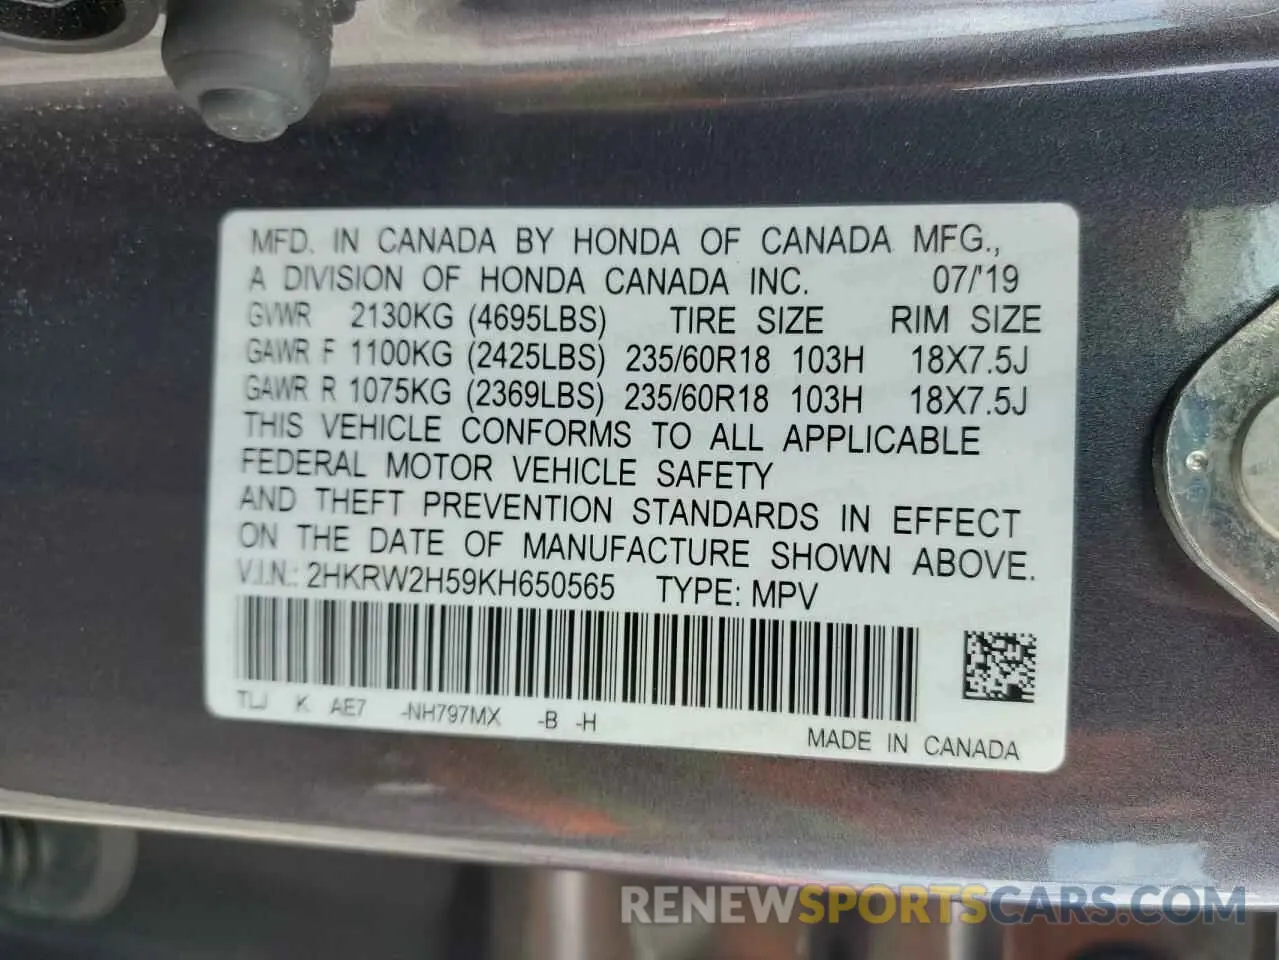 MFD. IN CANADA BY HONDA OF CANADA MFG.,
A DIVISION OF HONDA CANADA INC. 07/'19
GVWR 2130KG (4695LBS) TIRE SIZE RIM SIZE
GAWR F 1100KG (2425LBS) 235/60R18 103H 18X7.5J
GAWR R 1075KG (2369LBS) 235/60R18 103H 18X7.5J
THIS VEHICLE CONFORMS TO ALL APPLICABLE
FEDERAL MOTOR VEHICLE SAFETY
AND THEFT PREVENTION STANDARDS IN EFFECT
ON THE DATE OF MANUFACTURE SHOWN ABOVE.
V.I.N.: 2HKRW2H59KH650565 TYPE: MPV
TLJ K AE7 -NH797MX -B -H
MADE IN CANADA
RENEWSPORTSCARS.COM